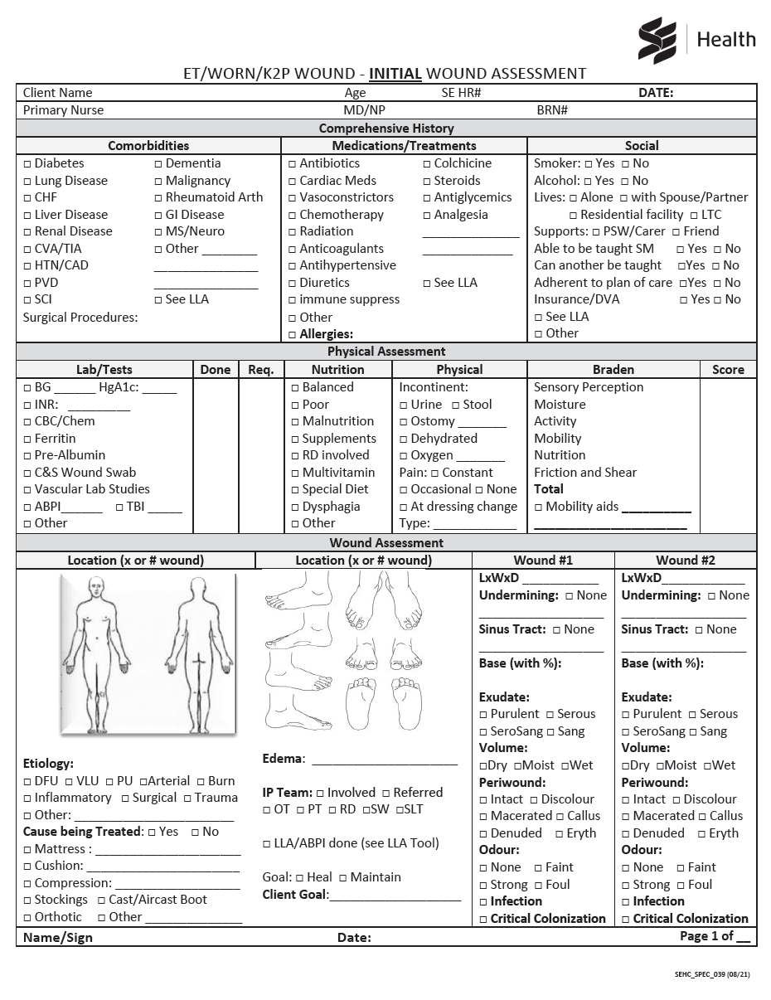 Health
ET/WORN/K2P WOUND - INITIAL WOUND ASSESSMENT
Client Name Age SE HR# DATE:
Primary Nurse MD/NP BRN#
Comprehensive History
Comorbidities Medications/Treatments Social
□ Diabetes □ Dementia □ Antibiotics □ Colchicine Smoker: □ Yes □ No
□ Lung Disease □ Malignancy □ Cardiac Meds □ Steroids Alcohol: □ Yes □ No
□ CHF □ Rheumatoid Arth □ Vasoconstrictors □ Antiglycemics Lives: □ Alone □ with Spouse/Partner
□ Liver Disease □ GI Disease □ Chemotherapy □ Analgesia □ Residential facility □ LTC
□ Renal Disease □ MS/Neuro □ Radiation ______________ Supports: □ PSW/Carer □ Friend
□ CVA/TIA □ Other ________ □ Anticoagulants _____________ Able to be taught SM □ Yes □ No
□ HTN/CAD _______________ □ Antihypertensive Can another be taught □Yes □ No
□ PVD _______________ □ Diuretics □ See LLA Adherent to plan of care □Yes □ No
□ SCI □ See LLA □ immune suppress Insurance/DVA □ Yes □ No
Surgical Procedures: □ Other □ See LLA
□ Allergies: □ Other
Physical Assessment
Lab/Tests Done Req. Nutrition Physical Braden Score
□ BG ______ HgA1c: _____ □ Balanced Incontinent: Sensory Perception
□ INR: _________ □ Poor □ Urine □ Stool Moisture
□ CBC/Chem □ Malnutrition □ Ostomy _______ Activity
□ Ferritin □ Supplements □ Dehydrated Mobility
□ Pre-Albumin □ RD involved □ Oxygen _______ Nutrition
□ C&S Wound Swab □ Multivitamin Pain: □ Constant Friction and Shear
□ Vascular Lab Studies □ Special Diet □ Occasional □ None Total
□ ABPI______ □ TBI _____ □ Dysphagia □ At dressing change □ Mobility aids __________
□ Other □ Other Type: ____________ ______________________
Wound Assessment
Location (x or # wound) Location (x or # wound) Wound #1 Wound #2
LxWxD ___________ LxWxD____________
Undermining: □ None Undermining: □ None
__________________ __________________
Sinus Tract: □ None Sinus Tract: □ None
__________________ __________________
Base (with %): Base (with %):
Exudate: Exudate:
□ Purulent □ Serous □ Purulent □ Serous
□ SeroSang □ Sang □ SeroSang □ Sang
Edema: _____________________ Volume: Volume:
Etiology: □Dry □Moist □Wet □Dry □Moist □Wet
□ DFU □ VLU □ PU □Arterial □ Burn Periwound: Periwound:
□ Inflammatory □ Surgical □ Trauma IP Team: □ Involved □ Referred □ Intact □ Discolour □ Intact □ Discolour
□ Other: _______________________ □ OT □ PT □ RD □SW □SLT □ Macerated □ Callus □ Macerated □ Callus
Cause being Treated: □ Yes □ No □ Denuded □ Eryth □ Denuded □ Eryth
□ Mattress : _____________________ □ LLA/ABPI done (see LLA Tool) Odour: Odour:
□ Cushion: ______________________ □ None □ Faint □ None □ Faint
□ Compression: __________________ Goal: □ Heal □ Maintain □ Strong □ Foul □ Strong □ Foul
□ Stockings □ Cast/Aircast Boot Client Goal:___________________ □ Infection □ Infection
□ Orthotic □ Other ______________ □ Critical Colonization □ Critical Colonization
Name/Sign Date: Page 1 of __
SEHC_SPEC_039 (08/21)